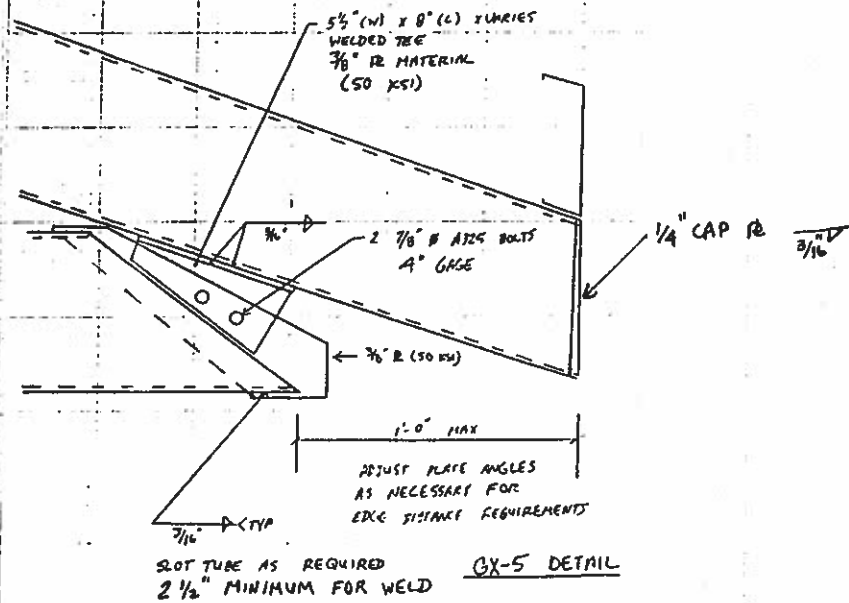 5½" (W) X 8" (L) X VARIES
WELDED TEE
3/8" PL MATERIAL
(50 KSI)
3/16"
2 7/8" Ø A325 BOLTS
4" GAGE
1/4" CAP PL
3/16
3/8" PL (50 KSI)
1'-0" MAX
ADJUST PLATE ANGLES
AS NECESSARY FOR
EDGE DISTANCE REQUIREMENTS
3/16" TYP
SLOT TUBE AS REQUIRED
2 1/2" MINIMUM FOR WELD
GX-5 DETAIL